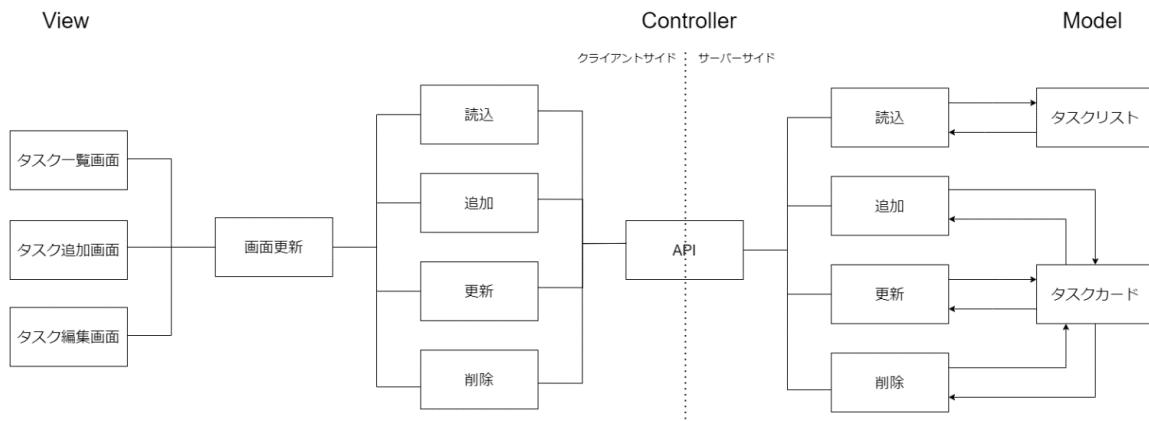 View
Controller
Model
クライアントサイド
サーバーサイド
タスク一覧画面
タスク追加画面
タスク編集画面
画面更新
読込
追加
更新
削除
API
読込
追加
更新
削除
タスクリスト
タスクカード